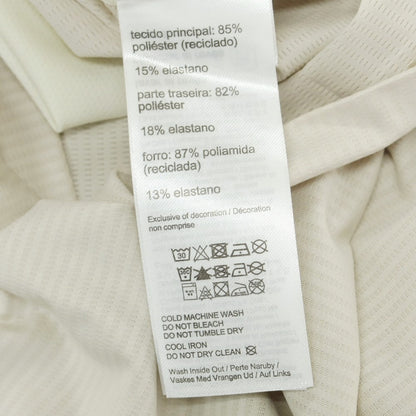 tecido principal: 85%
poliéster (reciclado)
15% elastano
parte traseira: 82%
poliéster
18% elastano
forro: 87% poliamida
(reciclada)
13% elastano
Exclusive of decoration / Décoration
non comprise
30
COLD MACHINE WASH
DO NOT BLEACH
DO NOT TUMBLE DRY
COOL IRON
DO NOT DRY CLEAN
Wash Inside Out / Perte Naruby /
Vaskes Med Vrangen Ud / Auf Links